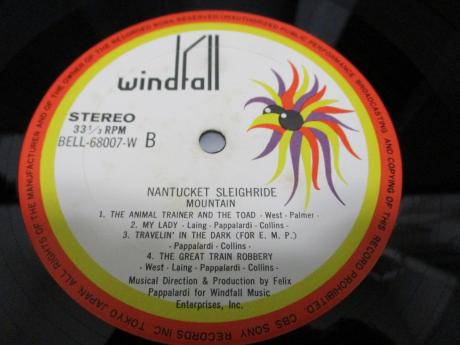 windfall
STEREO
33⅓ RPM
BELL-68007-W B
NANTUCKET SLEIGHRIDE
MOUNTAIN
1. THE ANIMAL TRAINER AND THE TOAD - West - Palmer -
2. MY LADY - Laing - Pappalardi - Collins -
3. TRAVELIN' IN THE DARK (FOR E. M. P.)
- Pappalardi - Collins -
4. THE GREAT TRAIN ROBBERY
West - Laing - Pappalardi - Collins -
Musical Direction & Production by Felix
Pappalardi for Windfall Music
Enterprises, Inc.
ALL RIGHTS OF THE MANUFACTURER AND OF THE OWNER OF THE RECORDED WORK RESERVED UNAUTHORIZED PUBLIC PERFORMANCE BROADCASTING AND COPYING OF THIS RECORD PROHIBITED. CBS SONY RECORDS INC. TOKYO JAPAN